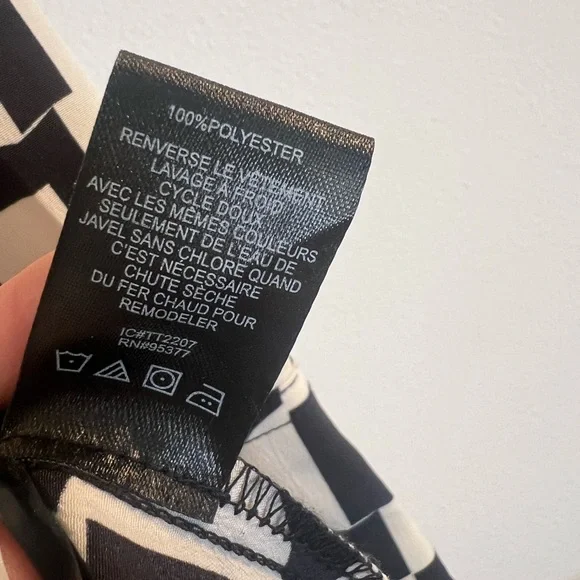 100%POLYESTER
RENVERSE LE VÊTEMENT
LAVAGE A FROID
CYCLE DOUX
AVEC LES MÊMES COULEURS
SEULEMENT DE L'EAU DE
JAVEL SANS CHLORE QUAND
C'EST NÉCESSAIRE
CHUTE SÈCHE
DU FER CHAUD POUR
REMODELER
IC#TT2207
RN#95377